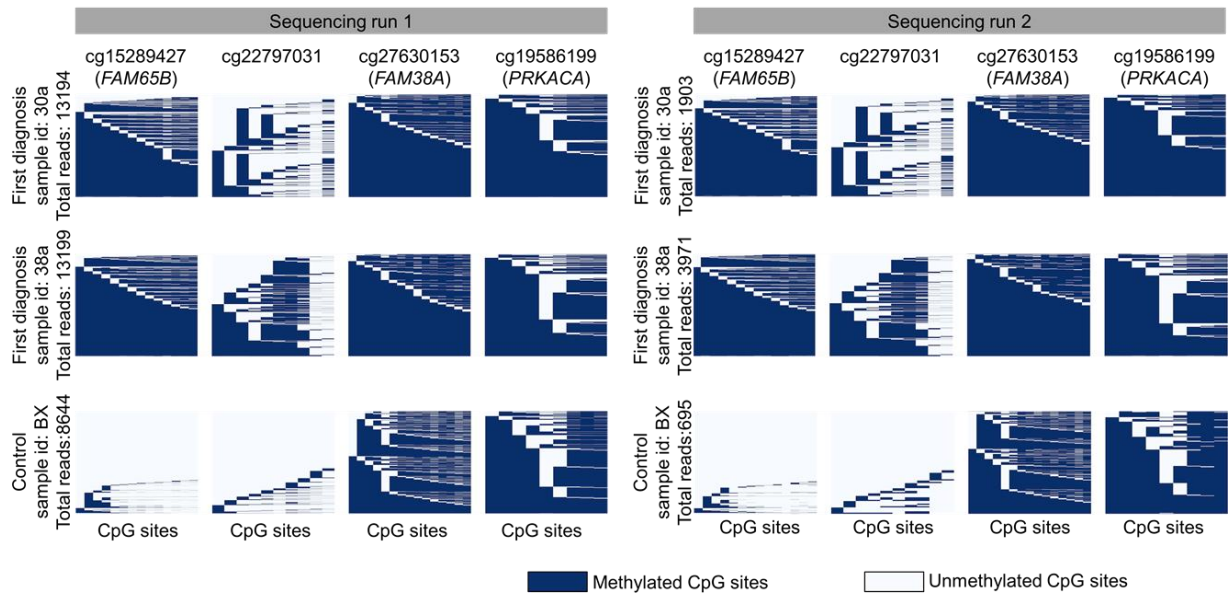 Sequencing run 1
Sequencing run 2
cg15289427
(FAM65B)
cg22797031
cg27630153
(FAM38A)
cg19586199
(PRKACA)
cg15289427
(FAM65B)
cg22797031
cg27630153
(FAM38A)
cg19586199
(PRKACA)
First diagnosis
sample id: 30a
Total reads: 13194
First diagnosis
sample id: 30a
Total reads: 1903
First diagnosis
sample id: 38a
Total reads: 13199
First diagnosis
sample id: 38a
Total reads: 3971
Control
sample id: BX
Total reads:8644
Control
sample id: BX
Total reads:695
CpG sites
CpG sites
CpG sites
CpG sites
CpG sites
CpG sites
CpG sites
CpG sites
Methylated CpG sites
Unmethylated CpG sites